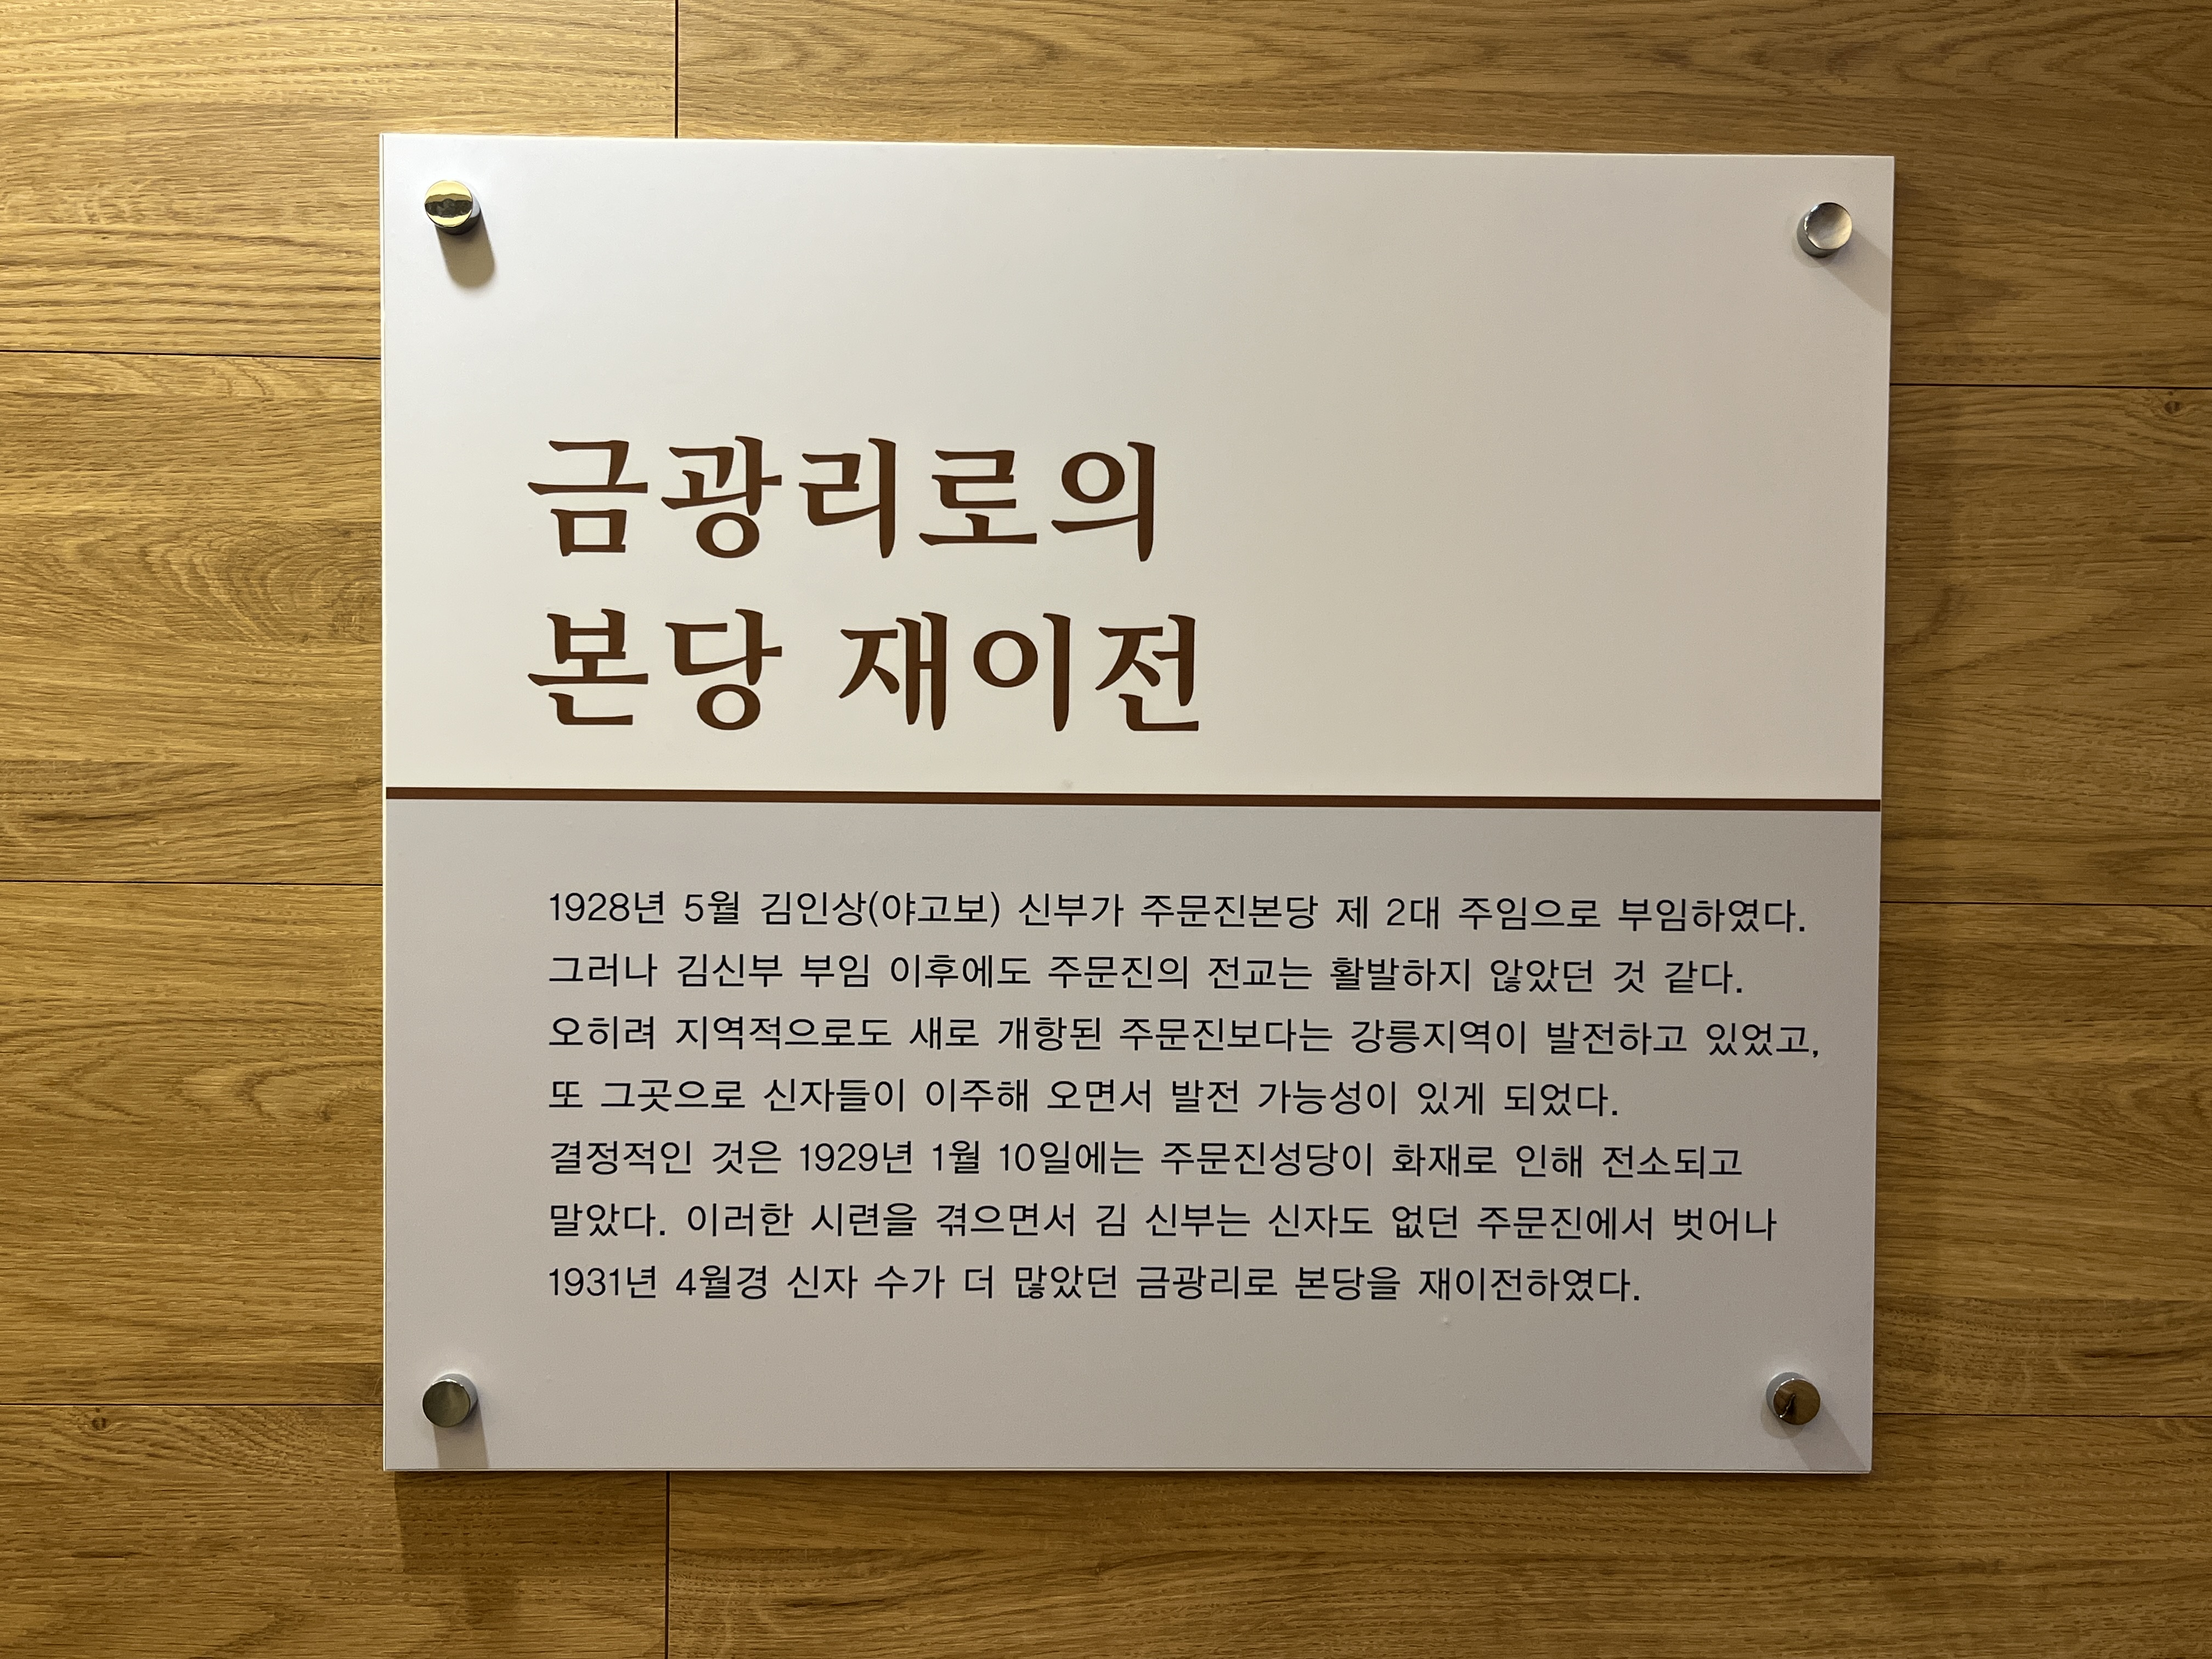 금광리로의
본당 재이전
1928년 5월 김인상(야고보) 신부가 주문진본당 제 2대 주임으로 부임하였다.
그러나 김신부 부임 이후에도 주문진의 전교는 활발하지 않았던 것 같다.
오히려 지역적으로도 새로 개항된 주문진보다는 강릉지역이 발전하고 있었고,
또 그곳으로 신자들이 이주해 오면서 발전 가능성이 있게 되었다.
결정적인 것은 1929년 1월 10일에는 주문진성당이 화재로 인해 전소되고
말았다. 이러한 시련을 겪으면서 김 신부는 신자도 없던 주문진에서 벗어나
1931년 4월경 신자 수가 더 많았던 금광리로 본당을 재이전하였다.